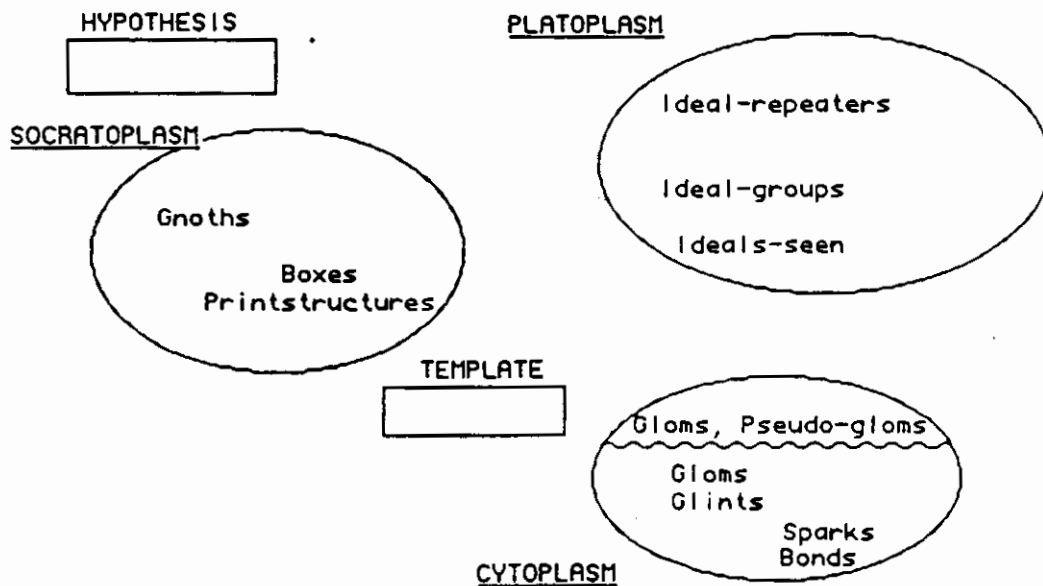 HYPOTHESIS
PLATOPLASM
Ideal-repeaters
Ideal-groups
Ideals-seen
SOCRATOPLASM
Gnoths
Boxes
Printstructures
TEMPLATE
Gloms, Pseudo-gloms
Gloms
Glints
Sparks
Bonds
CYTOPLASM